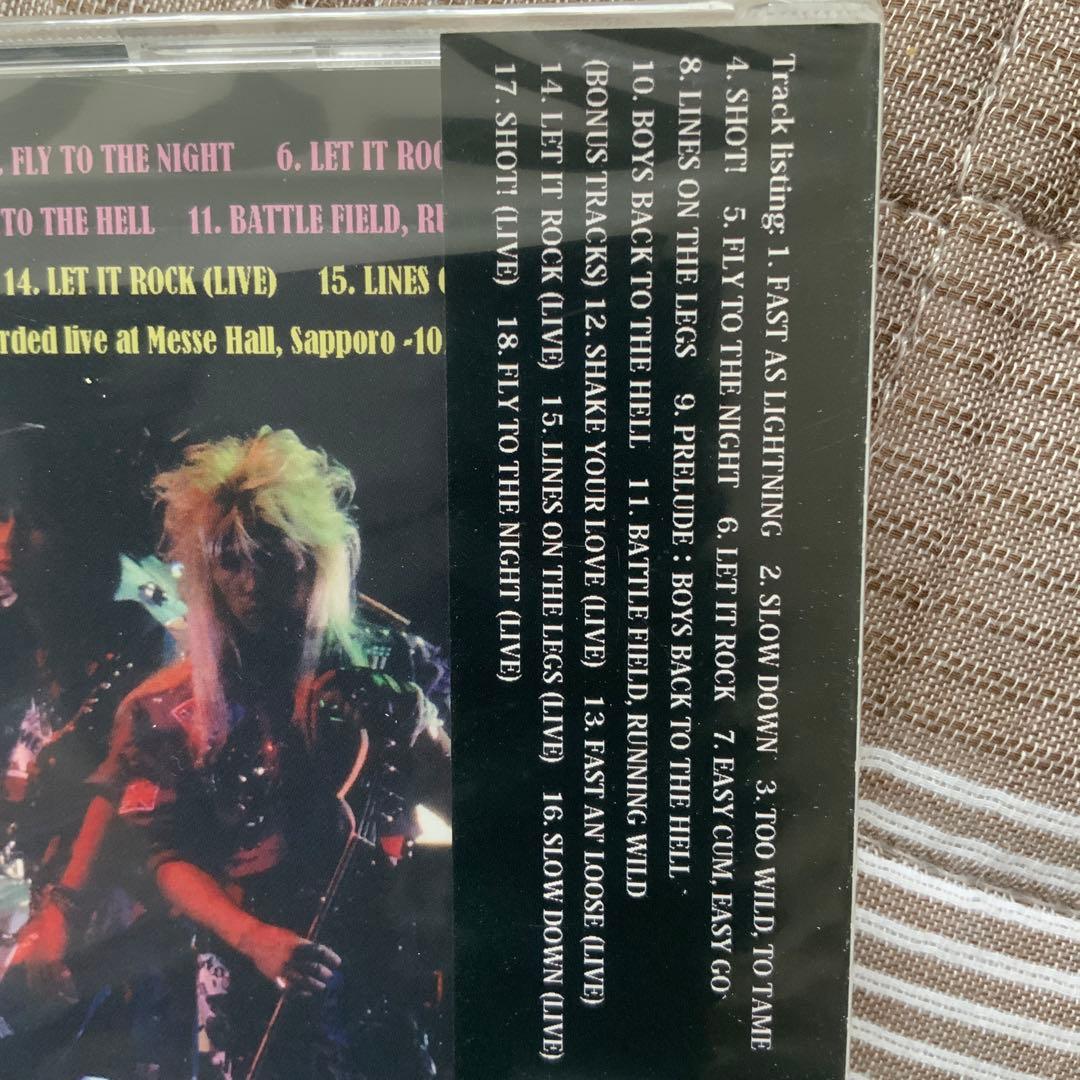 FLY TO THE NIGHT 6. LET IT
TO THE HELL 11. BATTLE FIELD,
14. LET IT ROCK (LIVE) 15. LINES
live at Messe Hall, Sapporo -10
Track listing: 1. FAST AS LIGHTNING 2. SLOW DOWN 3. TOO WILD, TO TAME
4. SHOT! 5. FLY TO THE NIGHT 6. LET IT ROCK 7. EASY CUM, EASY GO
8. LINES ON THE LEGS 9. PRELUDE : BOYS BACK TO THE HELL
10. BOYS BACK TO THE HELL 11. BATTLE FIELD, RUNNING WILD
(BONUS TRACKS) 12. SHAKE YOUR LOVE (LIVE) 13. FAST AN' LOOSE (LIVE)
14. LET IT ROCK (LIVE) 15. LINES ON THE LEGS (LIVE) 16. SLOW DOWN (LIVE)
17. SHOT! (LIVE) 18. FLY TO THE NIGHT (LIVE)